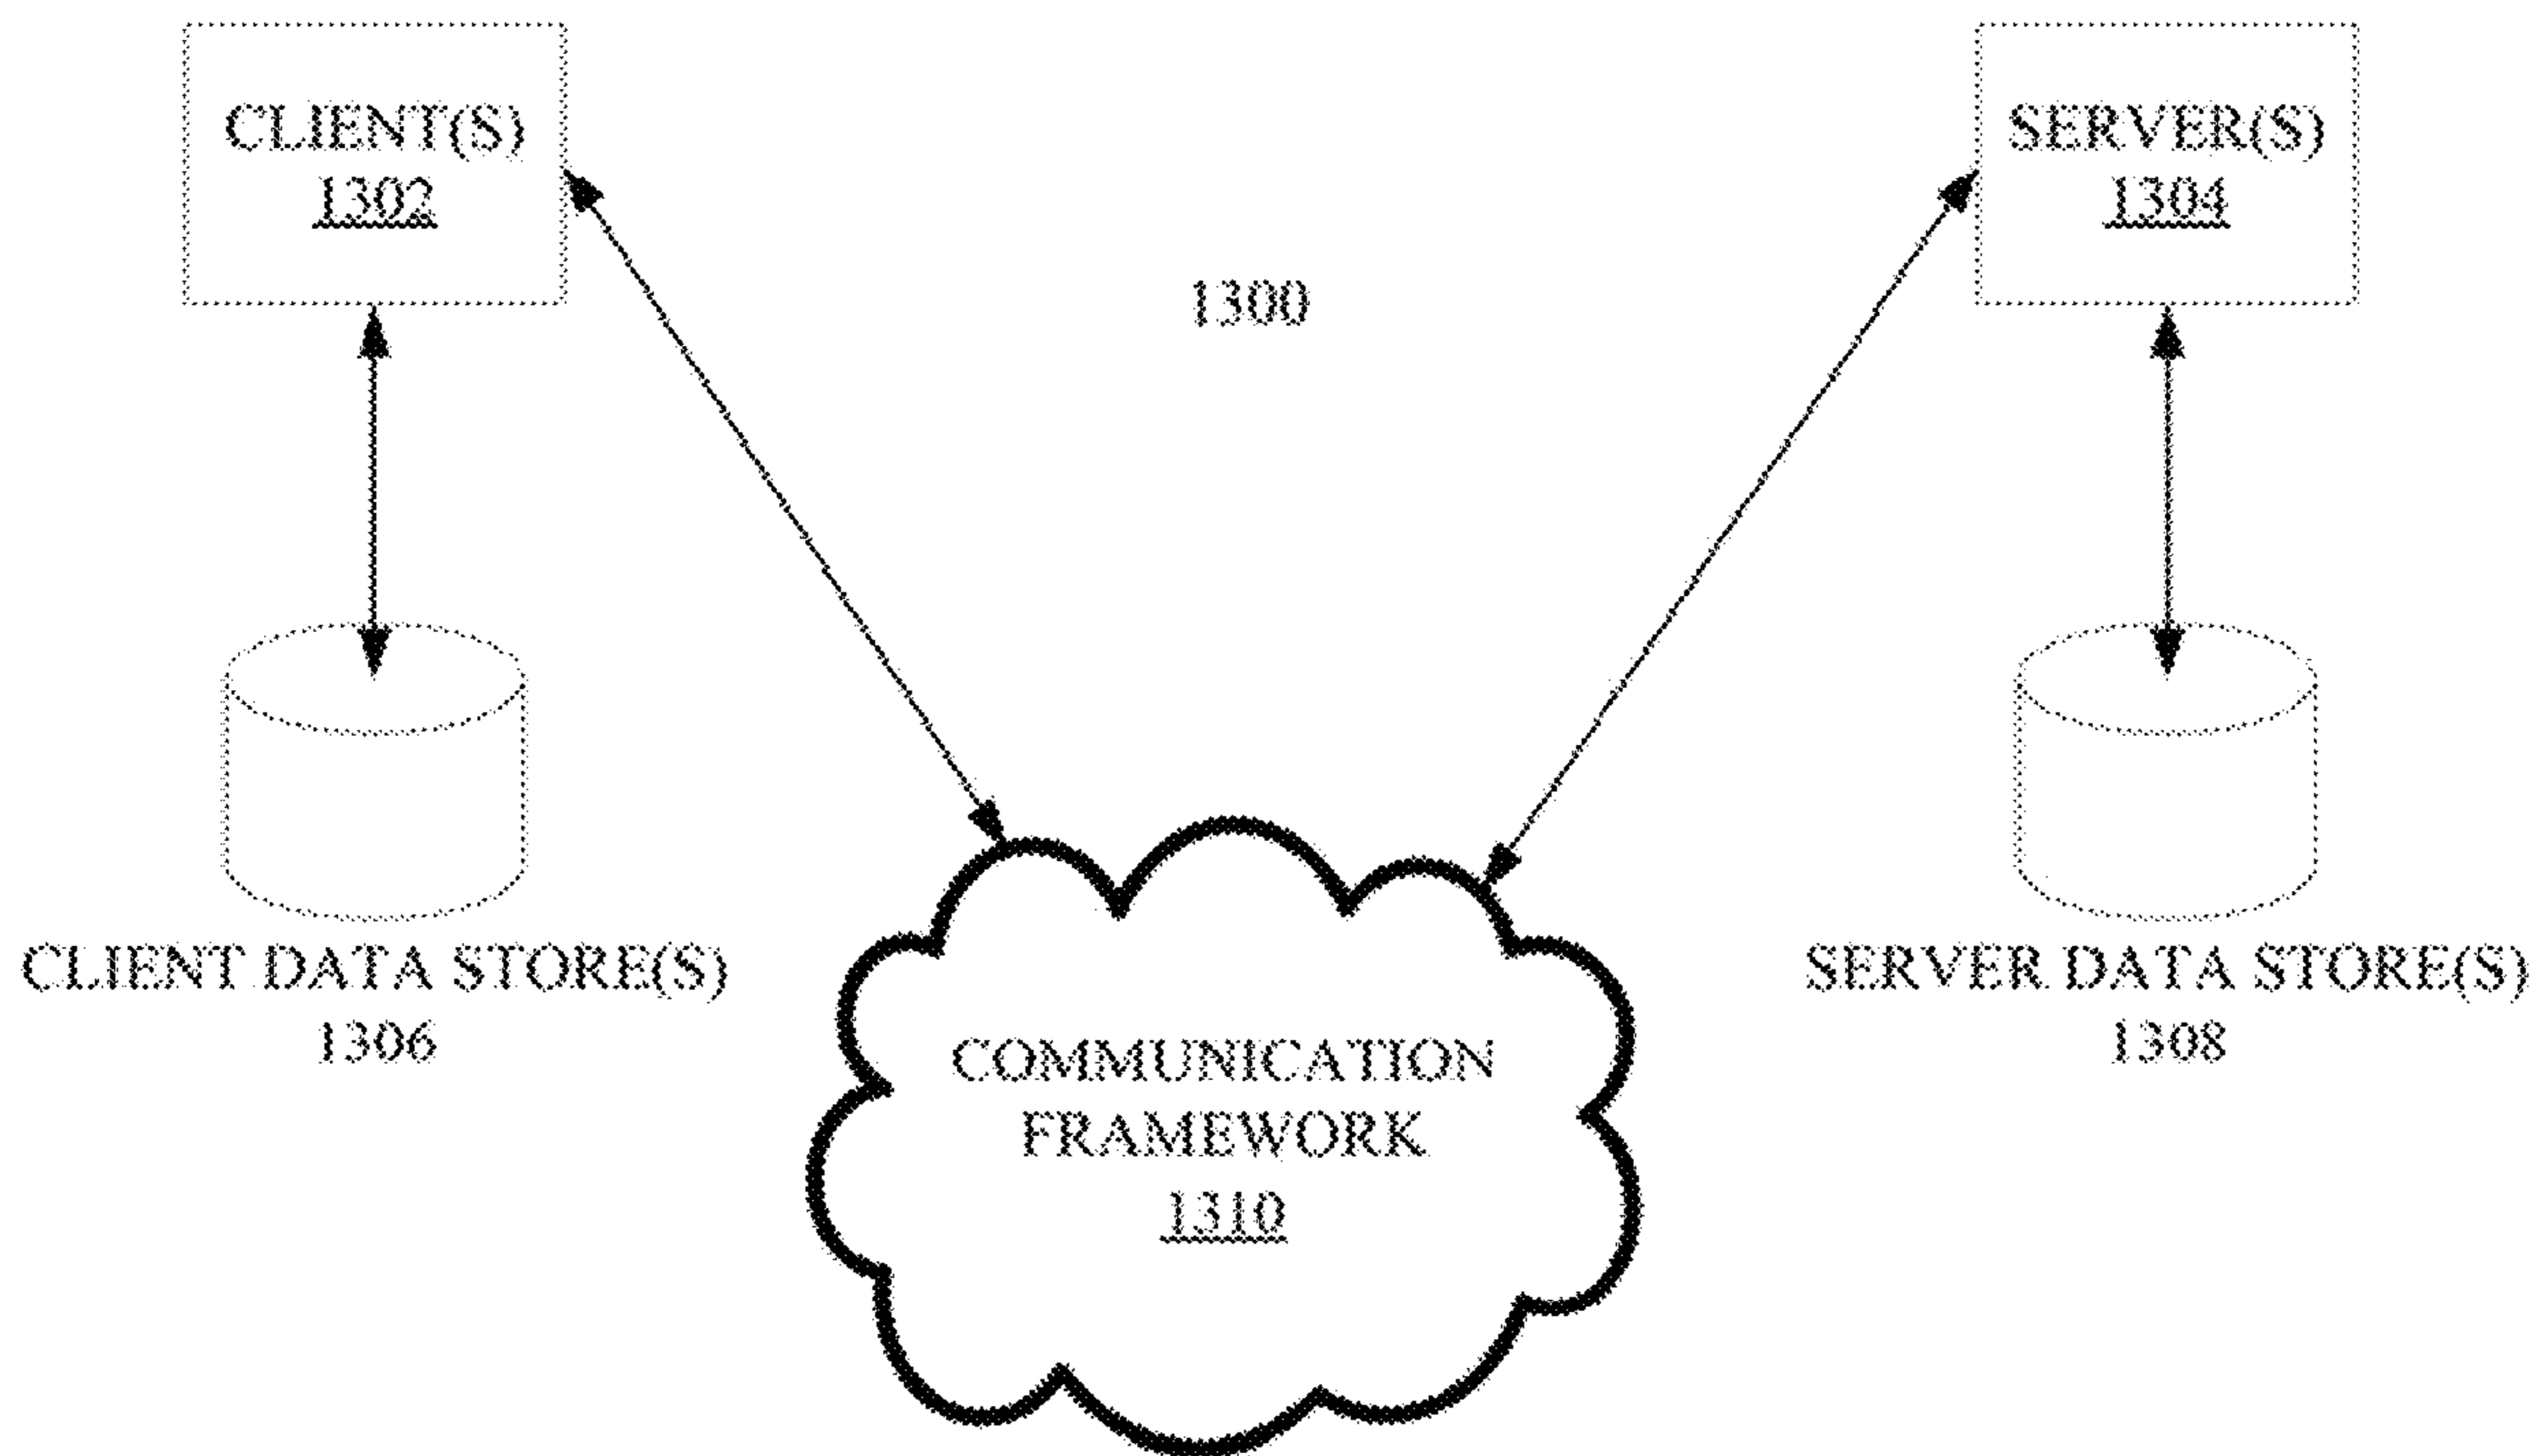 CLIENT(S)
1302
SERVER(S)
1304
1300
CLIENT DATA STORE(S)
1306
SERVER DATA STORE(S)
1308
COMMUNICATION
FRAMEWORK
1310